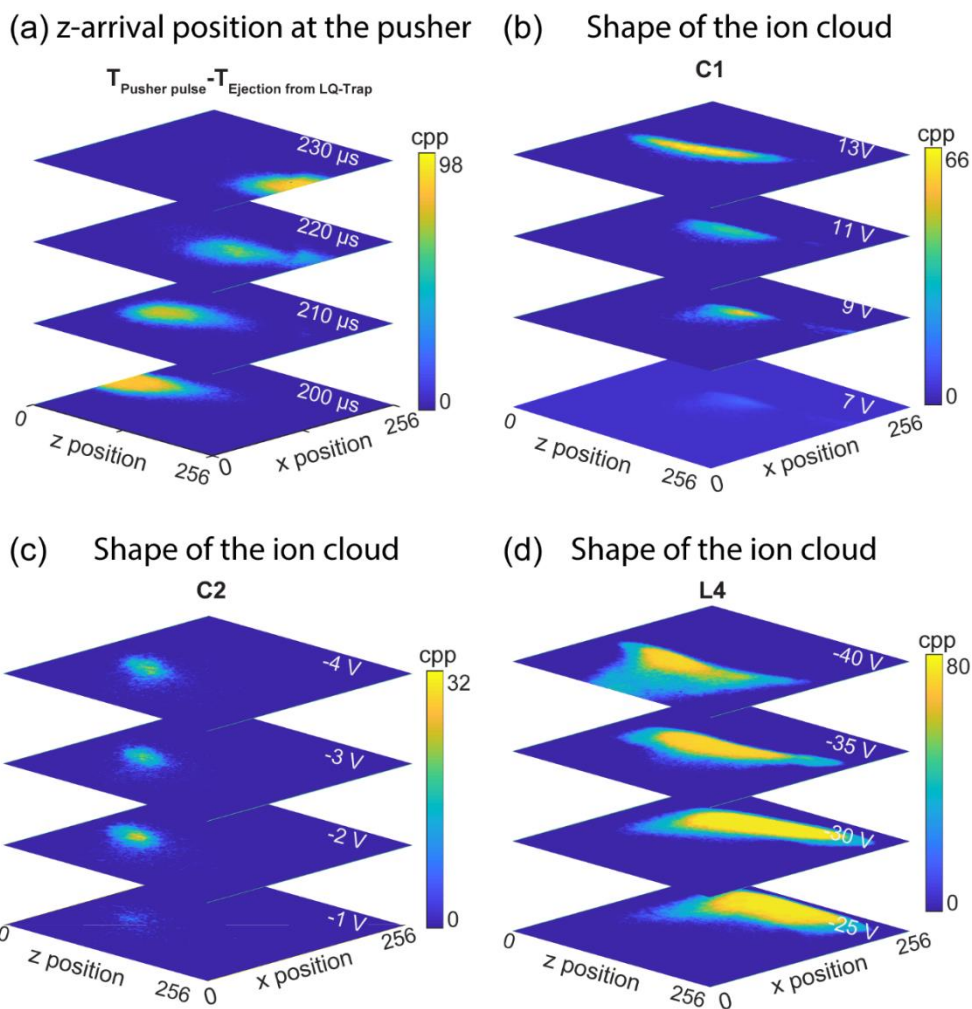 (a) z-arrival position at the pusher
T Pusher pulse -T Ejection from LQ-Trap
cpp
98
0
230 µs
220 µs
210 µs
200 µs
0
z position
256
0
x position
256
(b) Shape of the ion cloud
C1
cpp
66
0
13V
11 V
9 V
7 V
0
z position
256
0
x position
256
(c) Shape of the ion cloud
C2
cpp
32
0
-4 V
-3 V
-2 V
-1 V
0
z position
256
0
x position
256
(d) Shape of the ion cloud
L4
cpp
80
0
-40 V
-35 V
-30 V
-25 V
0
z position
256
0
x position
256